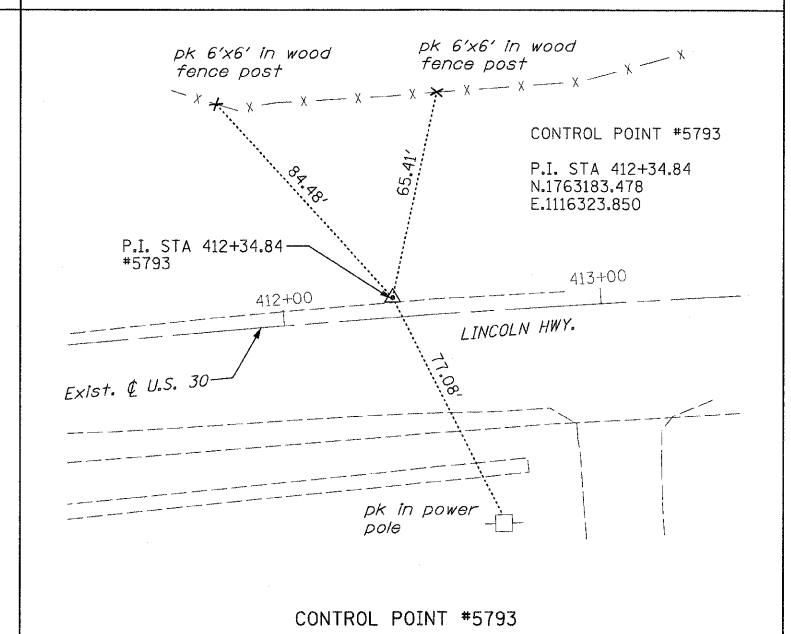 pk 6'x6' in wood
fence post
pk 6'x6' in wood
fence post
CONTROL POINT #5793
P.I. STA 412+34.84
N.1763183.478
E.1116323.850
84.48'
65.41'
P.I. STA 412+34.84
#5793
412+00
413+00
LINCOLN HWY.
Exist. ℄ U.S. 30
77.08'
pk in power
pole
CONTROL POINT #5793